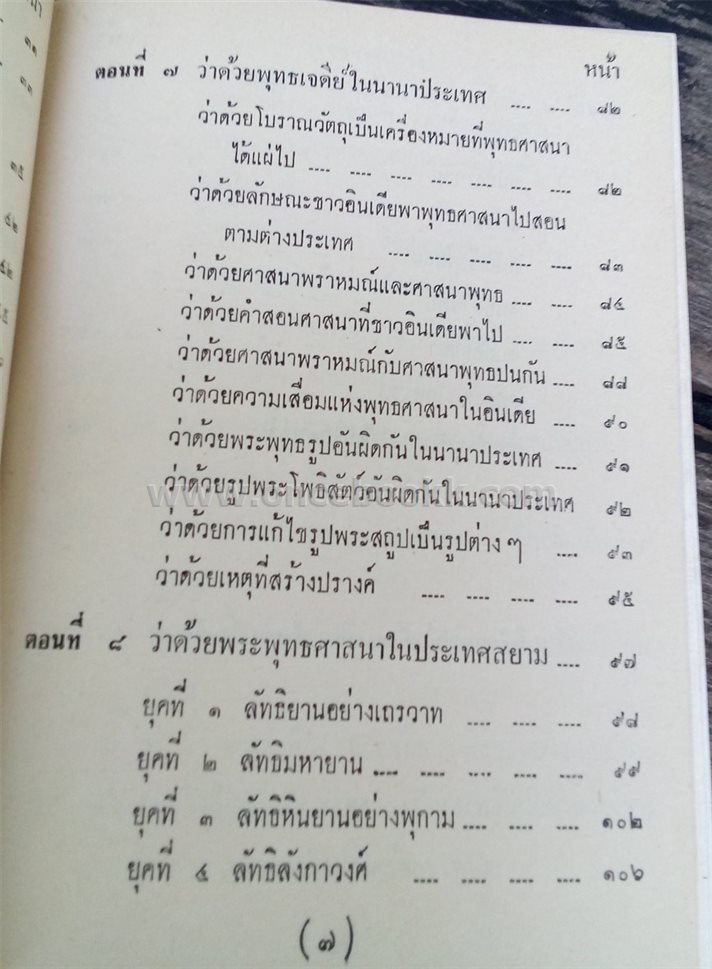 หน้า
ตอนที่ ๗ ว่าด้วยพุทธเจดีย์ในนานาประเทศ .... .... ๘๒
ว่าด้วยโบราณวัตถุเป็นเครื่องหมายที่พุทธศาสนา
ได้แผ่ไป .... .... .... .... .... .... .... ๘๒
ว่าด้วยลักษณะชาวอินเดียพาพุทธศาสนาไปสอน
ตามต่างประเทศ .... .... .... .... .... ๘๓
ว่าด้วยศาสนาพราหมณ์และศาสนาพุทธ .... .... ๘๔
ว่าด้วยคำสอนศาสนาที่ชาวอินเดียพาไป .... .... ๘๕
ว่าด้วยศาสนาพราหมณ์กับศาสนาพุทธปนกัน .... ๘๘
ว่าด้วยความเสื่อมแห่งพุทธศาสนาในอินเดีย .... ๙๐
ว่าด้วยพระพุทธรูปอันผิดกันในนานาประเทศ .... ๙๑
ว่าด้วยรูปพระโพธิสัตว์อันผิดกันในนานาประเทศ ๙๒
ว่าด้วยการแก้ไขรูปพระสถูปเป็นรูปต่าง ๆ .... ๙๓
ว่าด้วยเหตุที่สร้างปรางค์ .... .... .... .... ๙๕
ตอนที่ ๘ ว่าด้วยพระพุทธศาสนาในประเทศสยาม .... ๙๗
ยุคที่ ๑ ลัทธิยานอย่างเถรวาท .... .... .... ๙๘
ยุคที่ ๒ ลัทธิมหายาน .... .... .... .... .... ๙๙
ยุคที่ ๓ ลัทธิหินยานอย่างพุกาม .... .... .... ๑๐๒
ยุคที่ ๔ ลัทธิลังกาวงศ์ .... .... .... .... ๑๐๖
(๗)